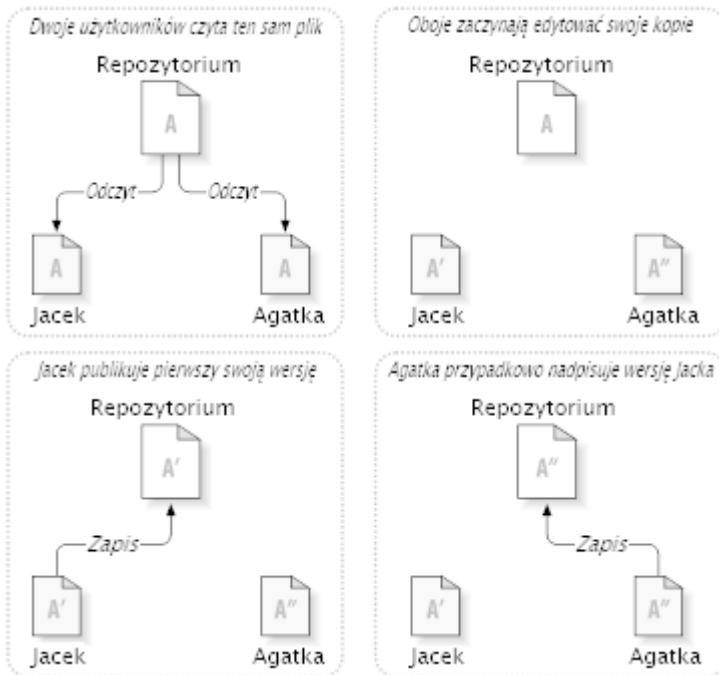 Dwoje użytkowników czyta ten sam plik
Repozytorium
A
Odczyt Odczyt
A A
Jacek Agatka
Oboje zaczynają edytować swoje kopie
Repozytorium
A
A' A"
Jacek Agatka
Jacek publikuje pierwszy swoją wersję
Repozytorium
A'
Zapis
A' A"
Jacek Agatka
Agatka przypadkowo nadpisuje wersję Jacka
Repozytorium
A"
Zapis
A' A"
Jacek Agatka